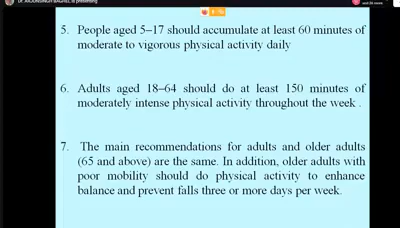 is presenting
5. People aged 5–17 should accumulate at least 60 minutes of
moderate to vigorous physical activity daily
6. Adults aged 18–64 should do at least 150 minutes of
moderately intense physical activity throughout the week .
7. The main recommendations for adults and older adults
(65 and above) are the same. In addition, older adults with
poor mobility should do physical activity to enhance
balance and prevent falls three or more days per week.